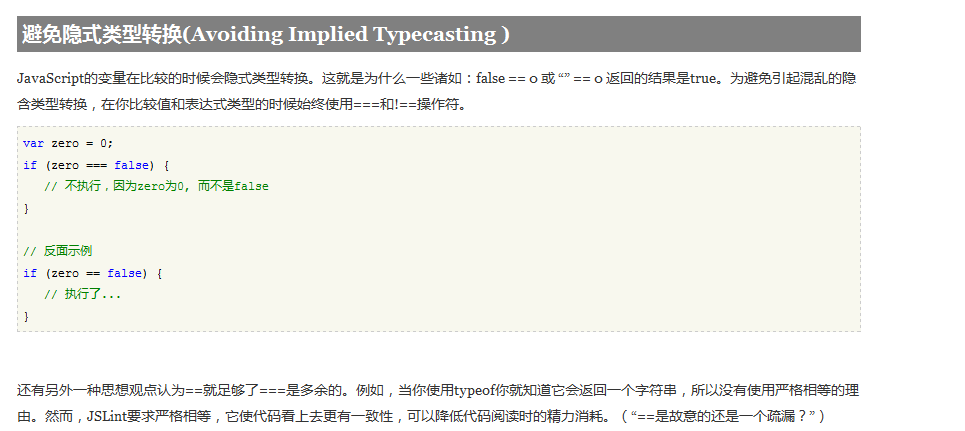 避免隐式类型转换(Avoiding Implied Typecasting )
JavaScript的变量在比较的时候会隐式类型转换。这就是为什么一些诸如：false == 0 或 “” == 0 返回的结果是true。为避免引起混乱的隐
含类型转换，在你比较值和表达式类型的时候始终使用===和!==操作符。
var zero = 0;
if (zero === false) {
// 不执行，因为zero为0, 而不是false
}
// 反面示例
if (zero == false) {
// 执行了...
}
还有另外一种思想观点认为==就足够了===是多余的。例如，当你使用typeof你就知道它会返回一个字符串，所以没有使用严格相等的理
由。然而，JSLint要求严格相等，它使代码看上去更有一致性，可以降低代码阅读时的精力消耗。（“==是故意的还是一个疏漏？”）